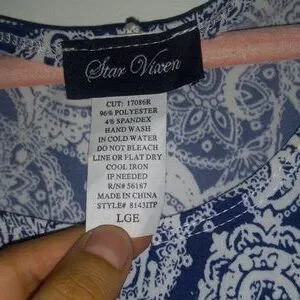 Star Vixen
CUT: 17086R
96% POLYESTER
4% SPANDEX
HAND WASH
IN COLD WATER
DO NOT BLEACH
LINE OR FLAT DRY
COOL IRON
IF NEEDED
R/N# 56187
MADE IN CHINA
STYLE# 8143ITP
LGE